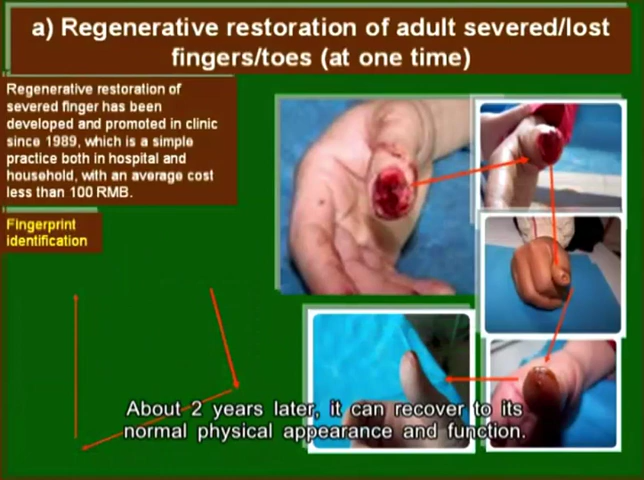 a) Regenerative restoration of adult severed/lost
fingers/toes (at one time)
Regenerative restoration of
severed finger has been
developed and promoted in clinic
since 1989, which is a simple
practice both in hospital and
household, with an average cost
less than 100 RMB.
Fingerprint
identification
About 2 years later, it can recover to its
normal physical appearance and function.